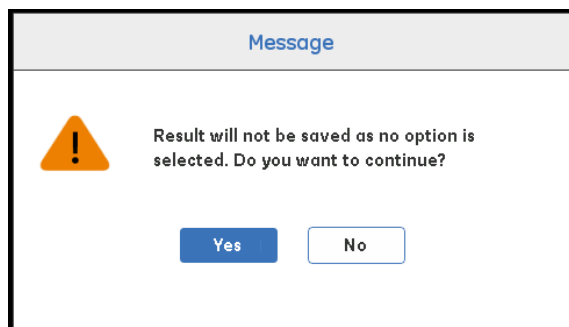 Message
Result will not be saved as no option is
selected. Do you want to continue?
Yes
No